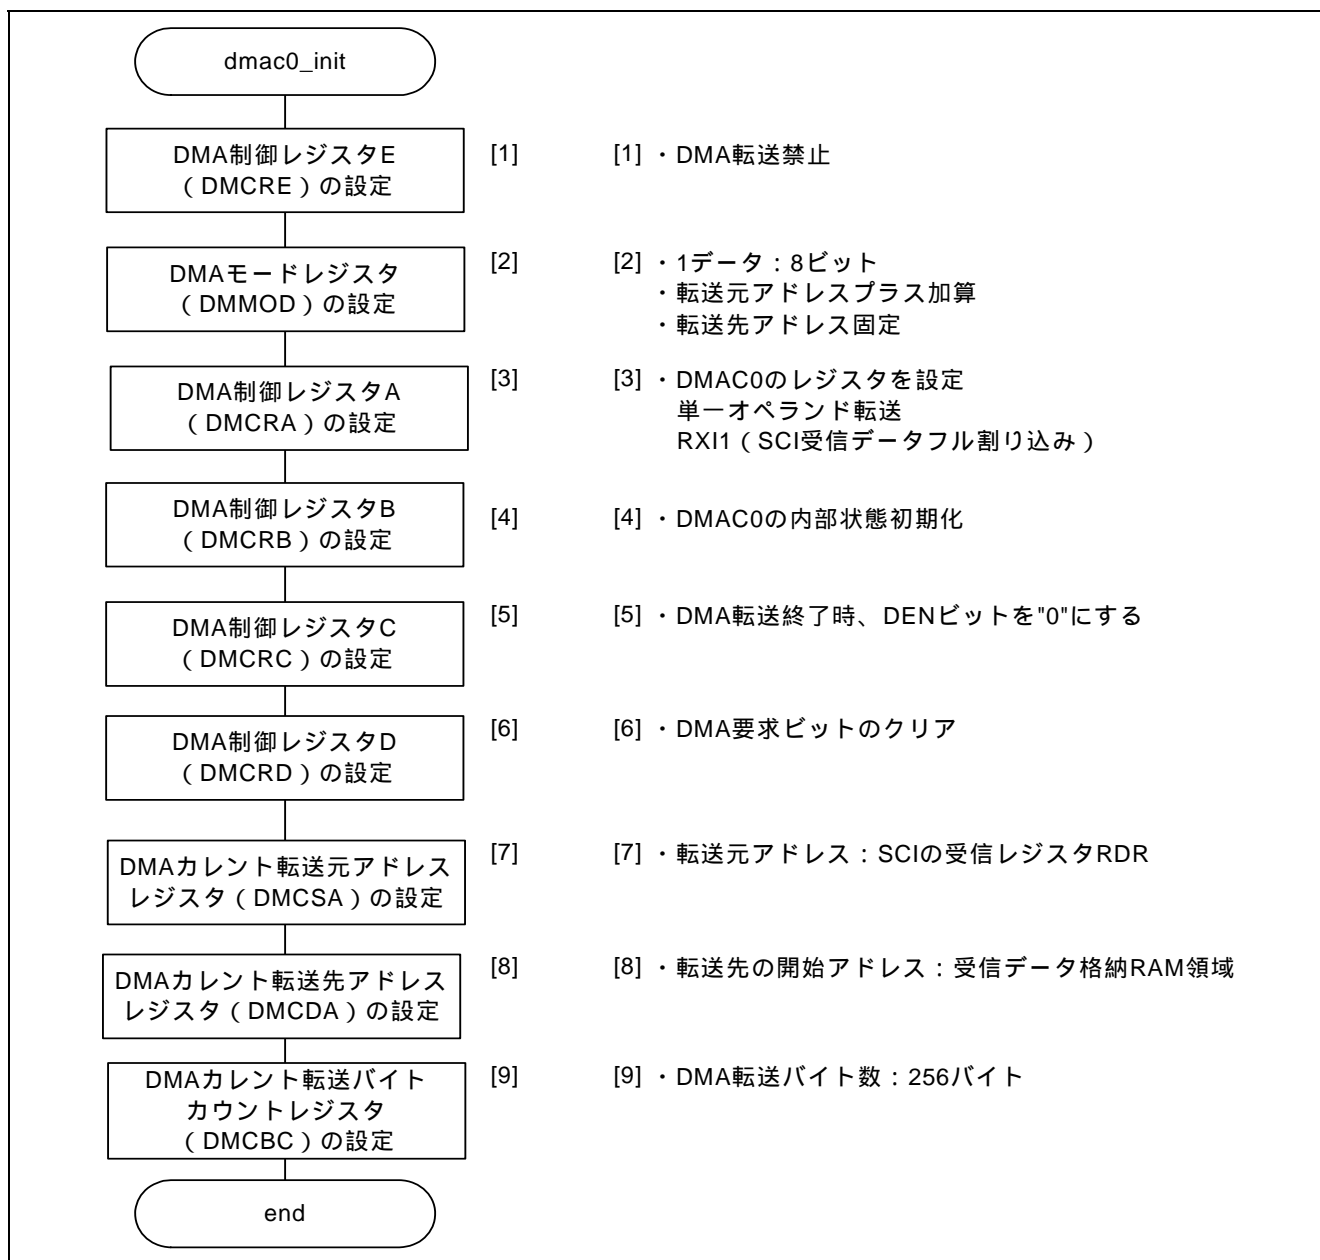 dmac0_init
DMA制御レジスタE
（DMCRE）の設定
[1]
[1] ・DMA転送禁止
DMAモードレジスタ
（DMMOD）の設定
[2]
[2] ・1データ：8ビット
・転送元アドレスプラス加算
・転送先アドレス固定
DMA制御レジスタA
（DMCRA）の設定
[3]
[3] ・DMAC0のレジスタを設定
単一オペランド転送
RXI1（SCI受信データフル割り込み）
DMA制御レジスタB
（DMCRB）の設定
[4]
[4] ・DMAC0の内部状態初期化
DMA制御レジスタC
（DMCRC）の設定
[5]
[5] ・DMA転送終了時、DENビットを"0"にする
DMA制御レジスタD
（DMCRD）の設定
[6]
[6] ・DMA要求ビットのクリア
DMAカレント転送元アドレス
レジスタ（DMCSA）の設定
[7]
[7] ・転送元アドレス：SCIの受信レジスタRDR
DMAカレント転送先アドレス
レジスタ（DMCDA）の設定
[8]
[8] ・転送先の開始アドレス：受信データ格納RAM領域
DMAカレント転送バイト
カウントレジスタ
（DMCBC）の設定
[9]
[9] ・DMA転送バイト数：256バイト
end